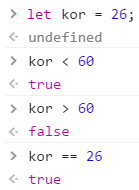 > let kor = 26;
< undefined
> kor < 60
< true
> kor > 60
< false
> kor == 26
< true